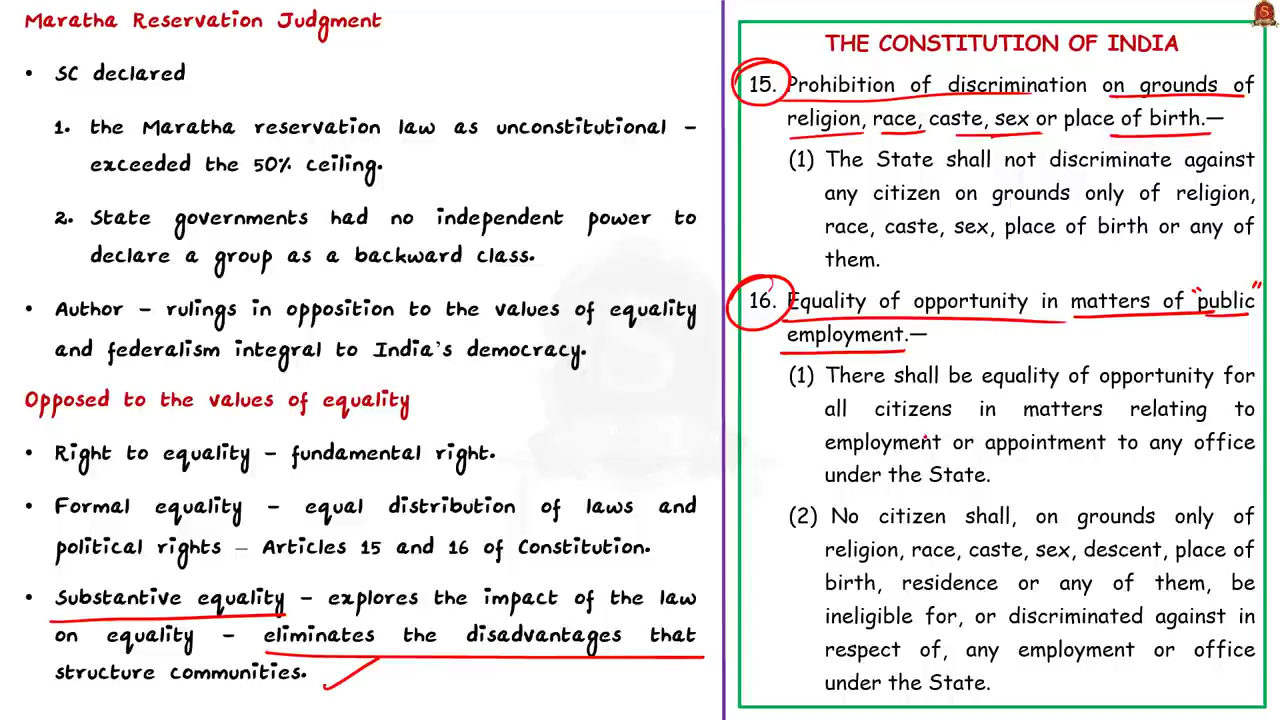 Maratha Reservation Judgment
• SC declared
1. the Maratha reservation law as unconstitutional –
exceeded the 50% ceiling.
2. State governments had no independent power to
declare a group as a backward class.
• Author – rulings in opposition to the values of equality
and federalism integral to India's democracy.
Opposed to the values of equality
• Right to equality – fundamental right.
• Formal equality – equal distribution of laws and
political rights – Articles 15 and 16 of Constitution.
• Substantive equality – explores the impact of the law
on equality – eliminates the disadvantages that
structure communities.
THE CONSTITUTION OF INDIA
15. Prohibition of discrimination on grounds of
religion, race, caste, sex or place of birth.—
(1) The State shall not discriminate against
any citizen on grounds only of religion,
race, caste, sex, place of birth or any of
them.
16. Equality of opportunity in matters of "public"
employment.—
(1) There shall be equality of opportunity for
all citizens in matters relating to
employment or appointment to any office
under the State.
(2) No citizen shall, on grounds only of
religion, race, caste, sex, descent, place of
birth, residence or any of them, be
ineligible for, or discriminated against in
respect of, any employment or office
under the State.